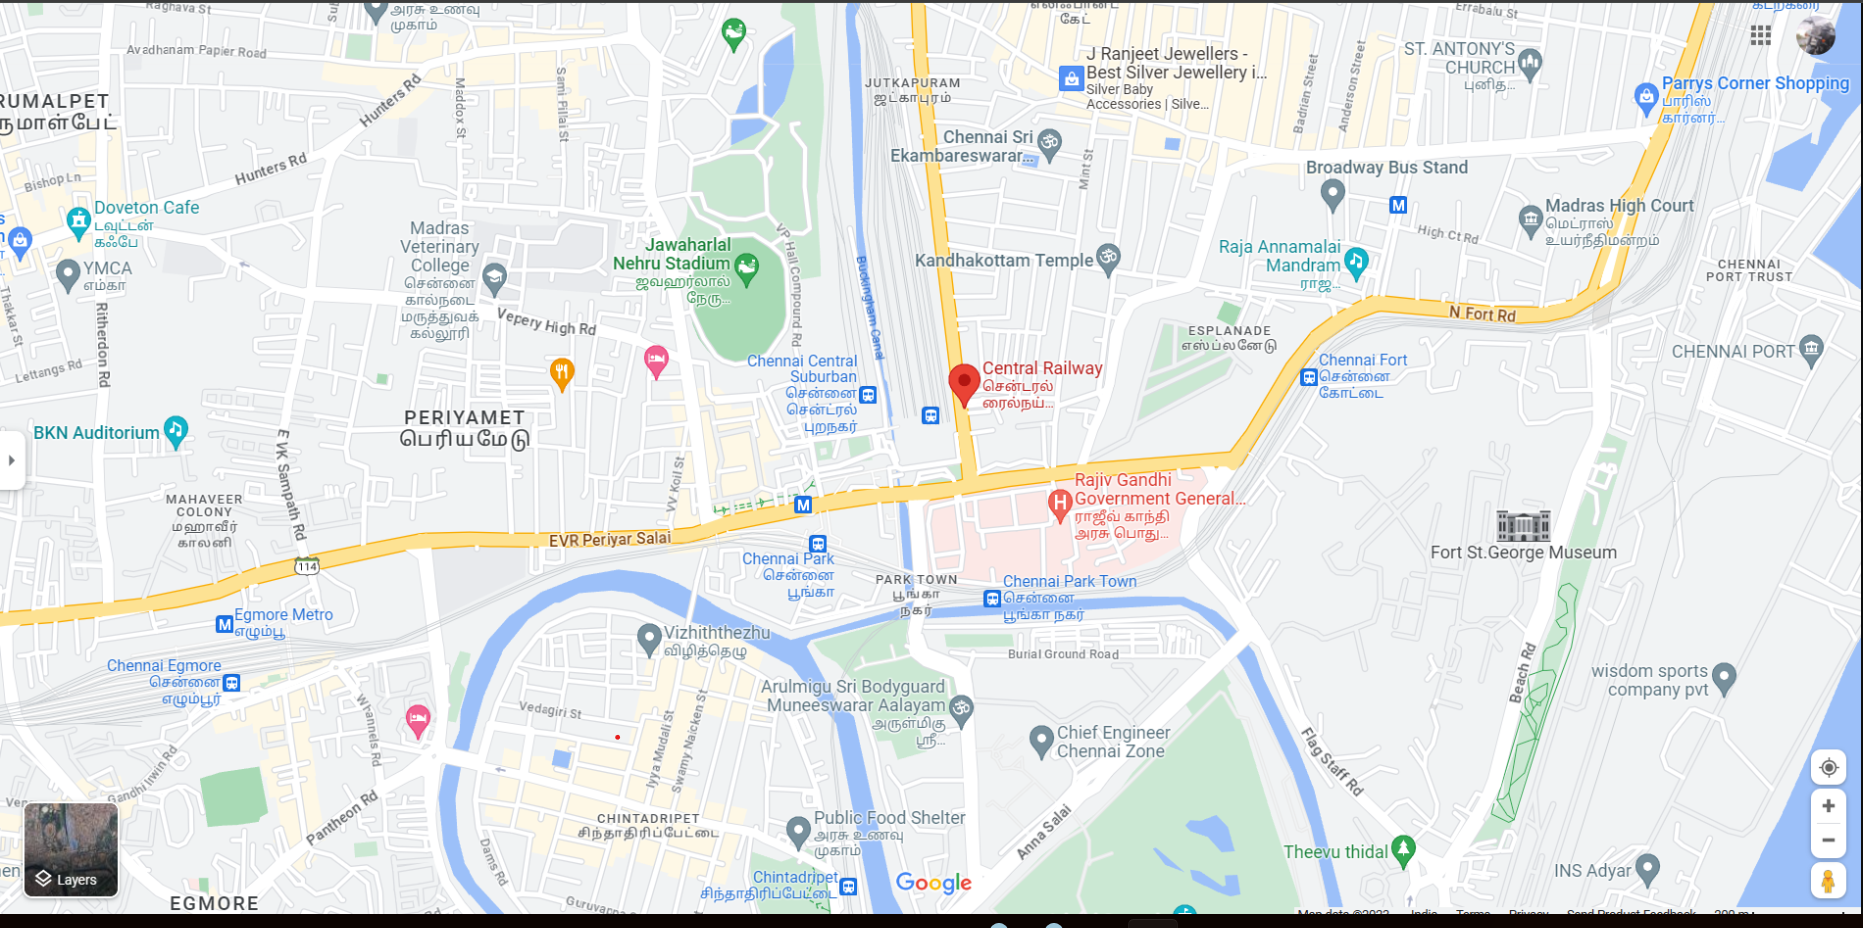 Raghava St
அரசு உணவு
முகாம்
கேட்
Errabalu St
Avadhanam Papier Road
Hunters Rd
Maddox St
Sami Pillai St
JUTKAPURAM
ஜட்காபுரம்
J Ranjeet Jewellers -
Best Silver Jewellery i...
Silver Baby
Accessories | Silve...
ST. ANTONY'S
CHURCH
புனித...
Badrian Street
Anderson Street
Parrys Corner Shopping
பாரிஸ்
கார்னர்...
RUMALPET
Chennai Sri
Ekambareswarar...
Mint St
Hunters Rd
Bishop Ln
Broadway Bus Stand
M
Madras High Court
மெட்ராஸ்
உயர்நீதிமன்றம்
High Ct Rd
Doveton Cafe
டவுட்டன்
கஃபே
YMCA
எம்கா
Thakkar St
Ritherdon Rd
Madras
Veterinary
College
சென்னை
கால்நடை
மருத்துவக்
கல்லூரி
Vepery High Rd
Jawaharlal
Nehru Stadium
ஜவஹர்லால்
நேரு...
VP Hall Compound Rd
Buckingham Canal
Kandhakottam Temple
Raja Annamalai
Mandram
ராஜ...
CHENNAI
PORT TRUST
N Fort Rd
ESPLANADE
எஸ்ப்லனேடு
CHENNAI PORT
Lettangs Rd
Chennai Central
Suburban
சென்னை
சென்ட்ரல்
புறநகர்
Central Railway
சென்டரல்
ரைல்நய்...
Chennai Fort
சென்னை
கோட்டை
PERIYAMET
பெரியமேடு
BKN Auditorium
E VK Sampath Rd
VV Koil St
MAHAVEER
COLONY
மஹாவீர்
காலனி
M
Rajiv Gandhi
Government General...
ராஜீவ் காந்தி
அரசு பொது...
H
EVR Periyar Salai
114
Fort St.George Museum
Chennai Park
சென்னை
பூங்கா
PARK TOWN
பூங்கா
நகர்
Chennai Park Town
சென்னை
பூங்கா நகர்
M
Egmore Metro
எழும்பூ
Vizhiththezhu
விழித்தெழு
Burial Ground Road
Beach Rd
Chennai Egmore
சென்னை
எழும்பூர்
wisdom sports
company pvt
Whannels Rd
Vedagiri St
Iyya Mudali St
Swamy Naicken St
Arulmigu Sri Bodyguard
Muneeswarar Aalayam
அருள்மிகு
ஸ்ரீ...
Chief Engineer
Chennai Zone
Flag Staff Rd
Gandhi Irwin Rd
Pantheon Rd
Layers
CHINTADRIPET
சிந்தாதிரிப்பேட்டை
Public Food Shelter
அரசு உணவு
முகாம்
Anna Salai
Theevu thidal
INS Adyar
Dams Rd
Chintadripet
சிந்தாதிரிப்பேட்டை
Google
EGMORE
Guruvappa
Map data ©2022 India Terms Privacy Send Product Feedback 200 m